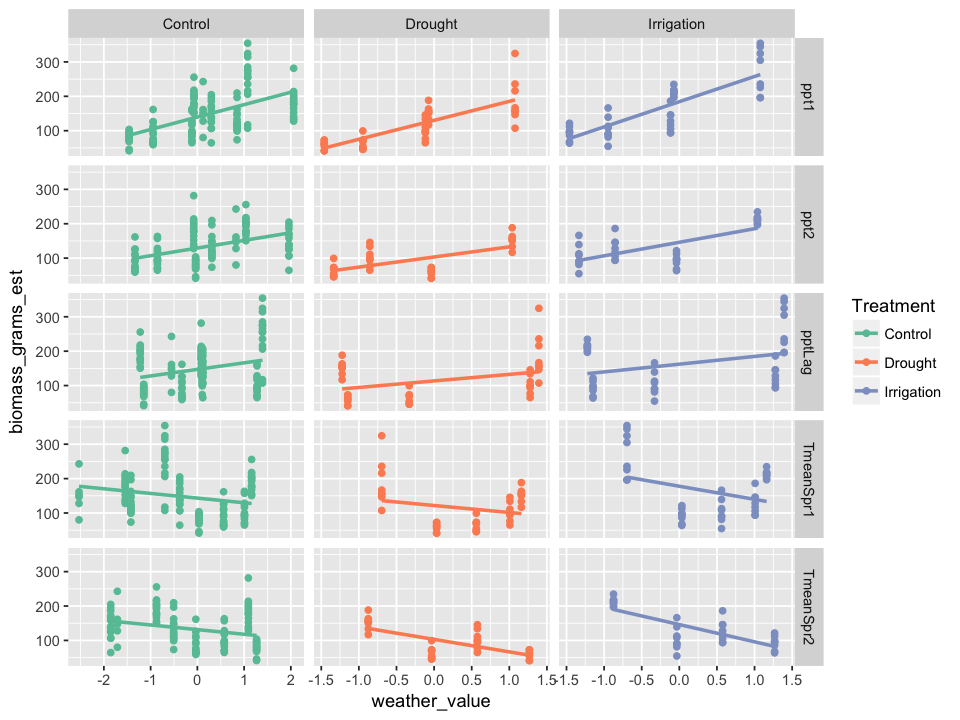 Control Drought Irrigation
300
200
100
ppt1
300
200
100
ppt2
300
200
100
pptLag
300
200
100
TmeanSpr1
300
200
100
TmeanSpr2
-2 -1 0 1 2 -1.5 -1.0 -0.5 0.0 0.5 1.0 1.5 -1.5 -1.0 -0.5 0.0 0.5 1.0 1.5
weather_value
biomass_grams_est
Treatment
Control
Drought
Irrigation